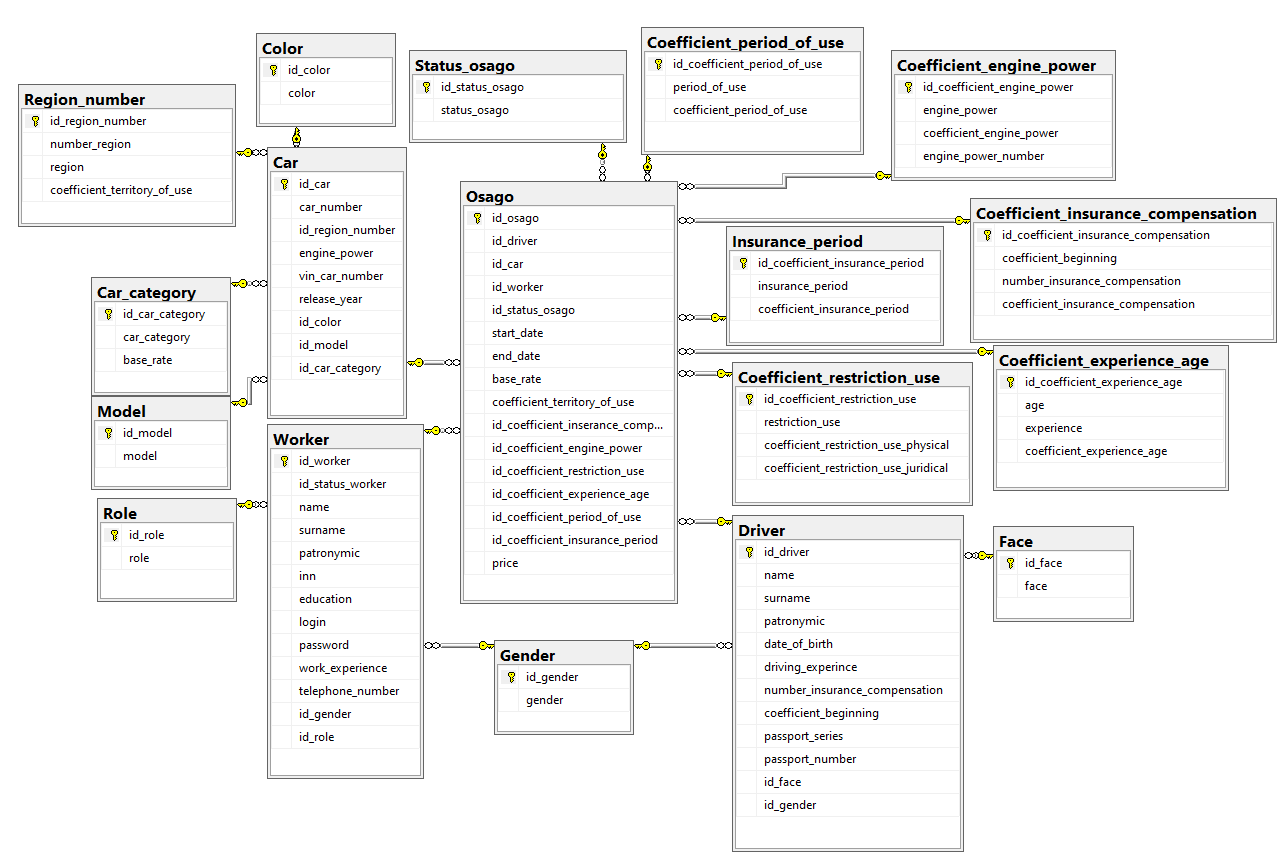 Color
id_color
color
Status_osago
id_status_osago
status_osago
Coefficient_period_of_use
id_coefficient_period_of_use
period_of_use
coefficient_period_of_use
Coefficient_engine_power
id_coefficient_engine_power
engine_power
coefficient_engine_power
engine_power_number
Region_number
id_region_number
number_region
region
coefficient_territory_of_use
Car
id_car
car_number
id_region_number
engine_power
vin_car_number
release_year
id_color
id_model
id_car_category
Osago
id_osago
id_driver
id_car
id_worker
id_status_osago
start_date
end_date
base_rate
coefficient_territory_of_use
id_coefficient_inserance_comp...
id_coefficient_engine_power
id_coefficient_restriction_use
id_coefficient_experience_age
id_coefficient_period_of_use
id_coefficient_insurance_period
price
Coefficient_insurance_compensation
id_coefficient_insurance_compensation
coefficient_beginning
number_insurance_compensation
coefficient_insurance_compensation
Insurance_period
id_coefficient_insurance_period
insurance_period
coefficient_insurance_period
Car_category
id_car_category
car_category
base_rate
Coefficient_experience_age
id_coefficient_experience_age
age
experience
coefficient_experience_age
Coefficient_restriction_use
id_coefficient_restriction_use
restriction_use
coefficient_restriction_use_physical
coefficient_restriction_use_juridical
Model
id_model
model
Worker
id_worker
id_status_worker
name
surname
patronymic
inn
education
login
password
work_experience
telephone_number
id_gender
id_role
Role
id_role
role
Driver
id_driver
name
surname
patronymic
date_of_birth
driving_experince
number_insurance_compensation
coefficient_beginning
passport_series
passport_number
id_face
id_gender
Face
id_face
face
Gender
id_gender
gender